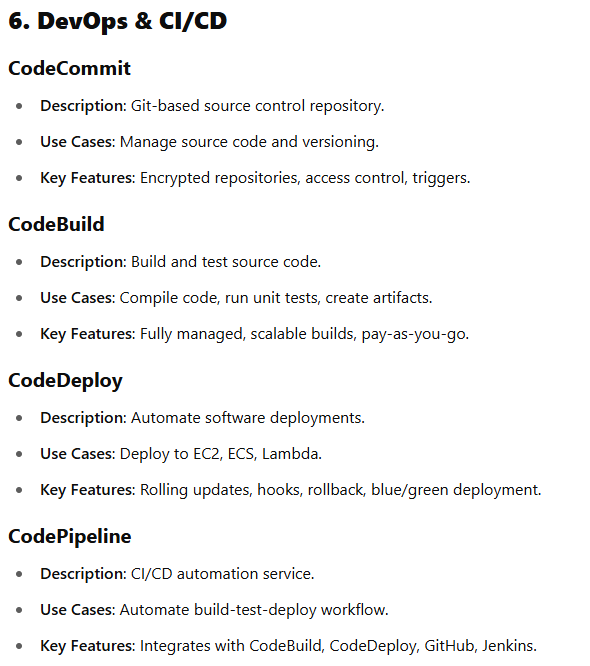 6. DevOps & CI/CD
CodeCommit
• Description: Git-based source control repository.
• Use Cases: Manage source code and versioning.
• Key Features: Encrypted repositories, access control, triggers.
CodeBuild
• Description: Build and test source code.
• Use Cases: Compile code, run unit tests, create artifacts.
• Key Features: Fully managed, scalable builds, pay-as-you-go.
CodeDeploy
• Description: Automate software deployments.
• Use Cases: Deploy to EC2, ECS, Lambda.
• Key Features: Rolling updates, hooks, rollback, blue/green deployment.
CodePipeline
• Description: CI/CD automation service.
• Use Cases: Automate build-test-deploy workflow.
• Key Features: Integrates with CodeBuild, CodeDeploy, GitHub, Jenkins.